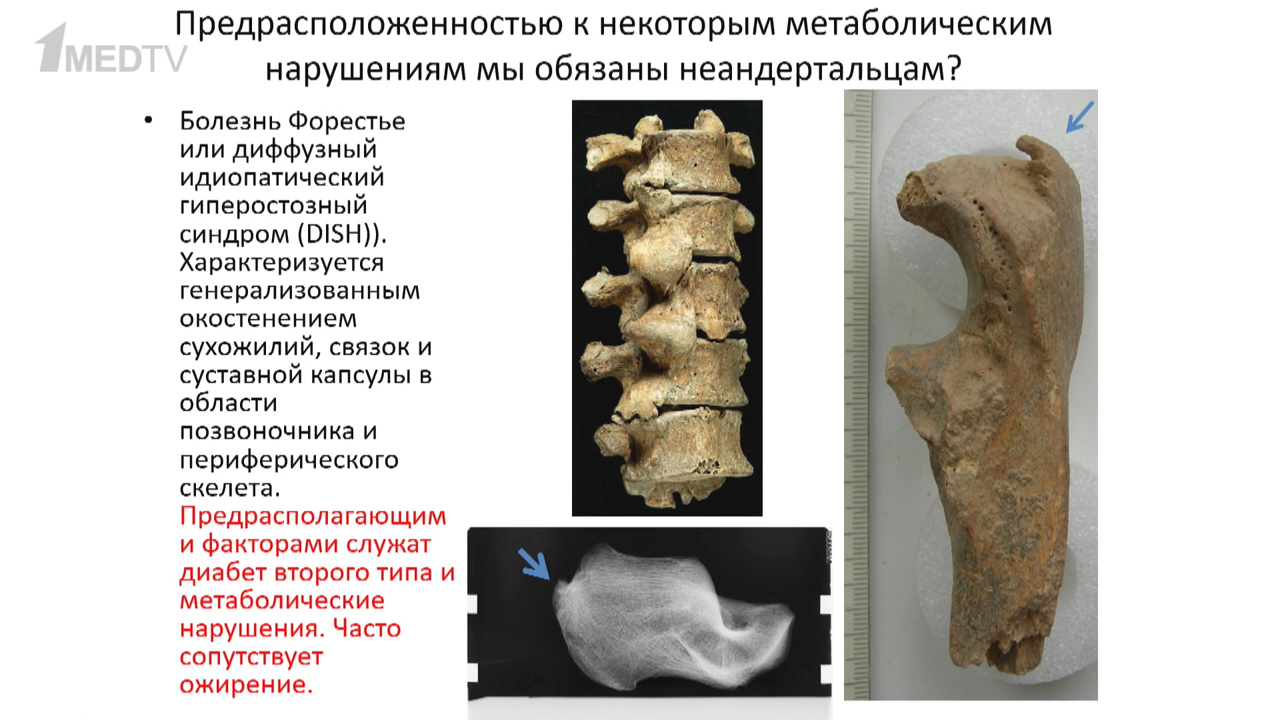 Предрасположенностью к некоторым метаболическим
нарушениям мы обязаны неандертальцам?
1MEDTV
• Болезнь Форестье
или диффузный
идиопатический
гиперостозный
синдром (DISH)).
Характеризуется
генерализованным
окостенением
сухожилий, связок и
суставной капсулы в
области
позвоночника и
периферического
скелета.
Предрасполагающим
и факторами служат
диабет второго типа и
метаболические
нарушения. Часто
сопутствует
ожирение.